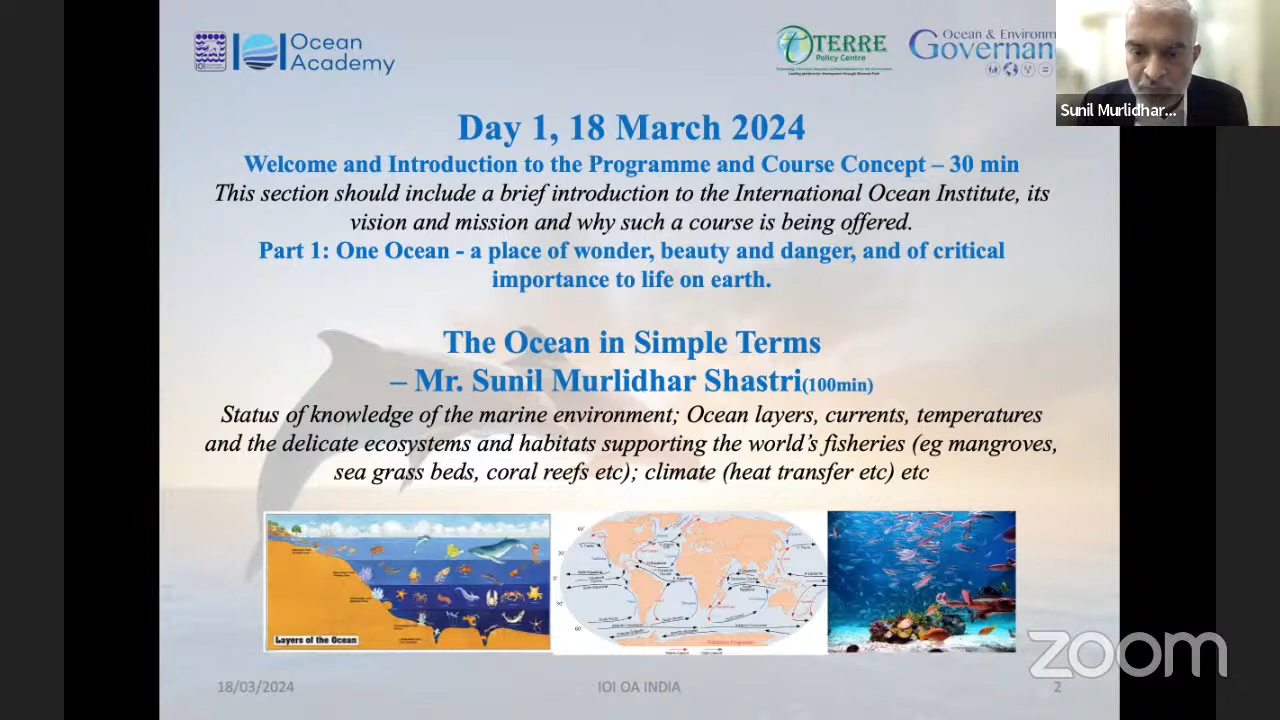 IOI
Ocean
Academy
TERRE
Policy Centre
Ocean & Environm
Governan
Sunil Murlidhar...
Day 1, 18 March 2024
Welcome and Introduction to the Programme and Course Concept – 30 min
This section should include a brief introduction to the International Ocean Institute, its
vision and mission and why such a course is being offered.
Part 1: One Ocean - a place of wonder, beauty and danger, and of critical
importance to life on earth.
The Ocean in Simple Terms
– Mr. Sunil Murlidhar Shastri(100min)
Status of knowledge of the marine environment; Ocean layers, currents, temperatures
and the delicate ecosystems and habitats supporting the world's fisheries (eg mangroves,
sea grass beds, coral reefs etc); climate (heat transfer etc) etc
Layers of the Ocean
zoom
18/03/2024
IOI OA INDIA
2